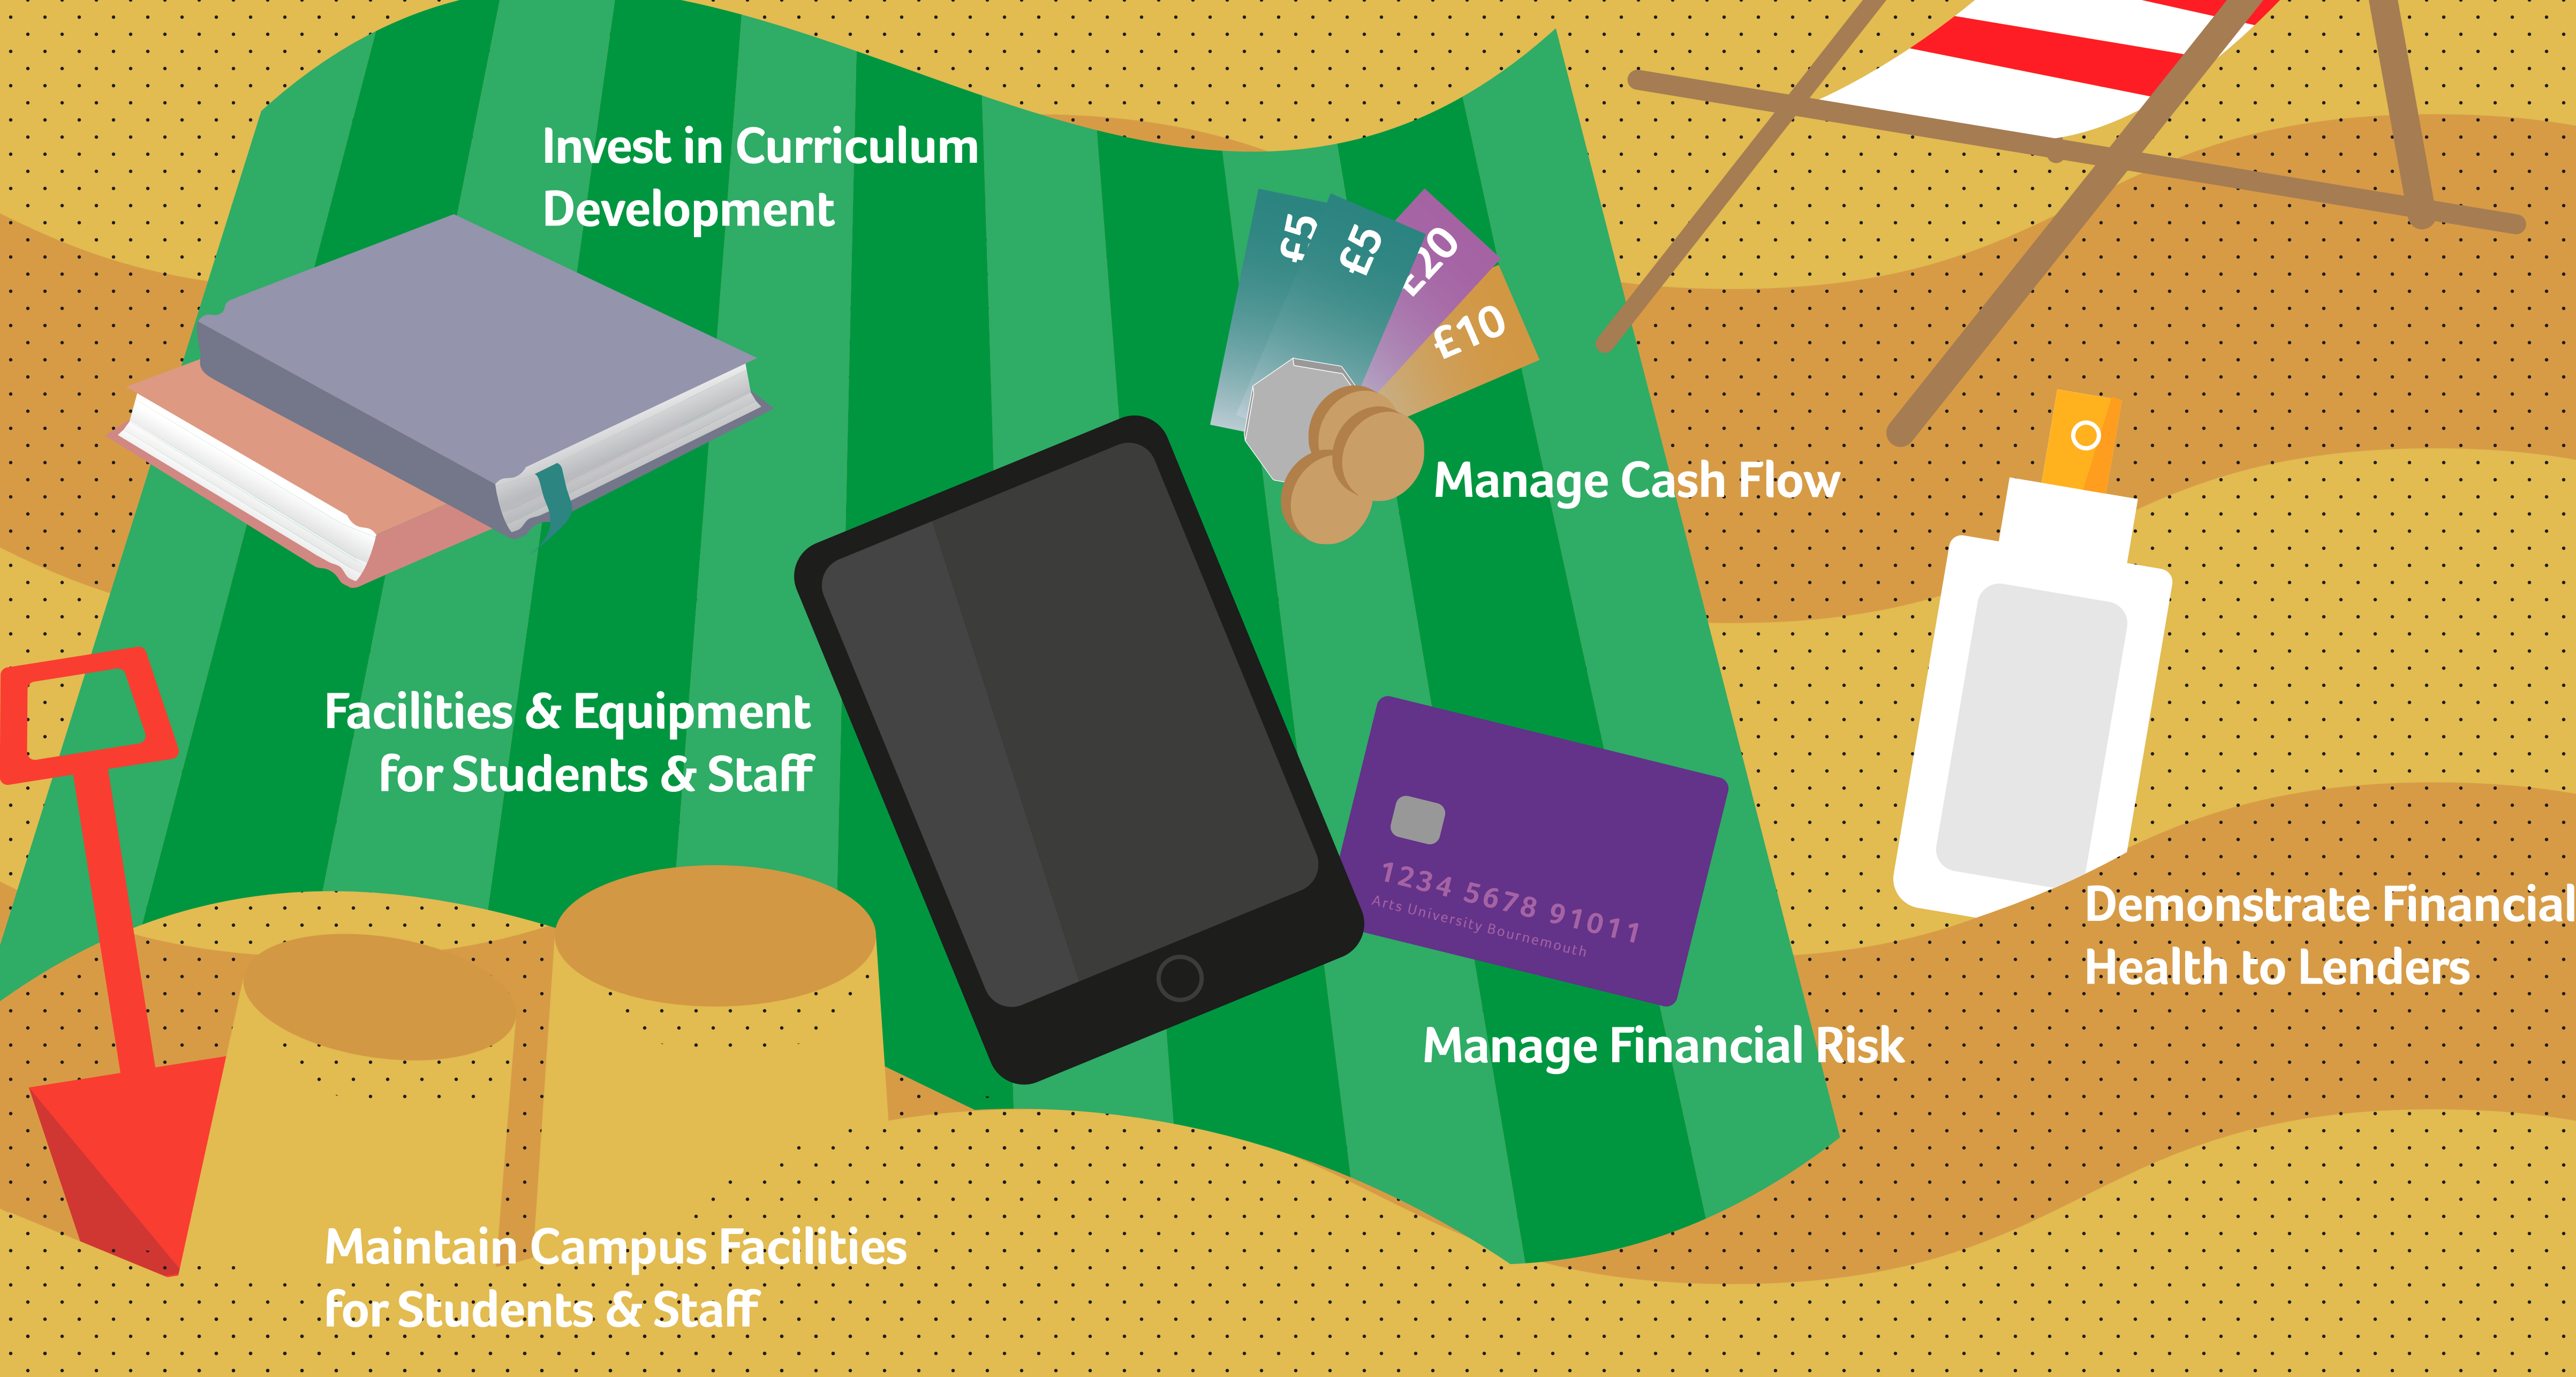 Invest in Curriculum
Development
£5
£5
£20
£10
Manage Cash Flow
Facilities & Equipment
for Students & Staff
1234 5678 91011
Arts University Bournemouth
Demonstrate Financial
Health to Lenders
Manage Financial Risk
Maintain Campus Facilities
for Students & Staff